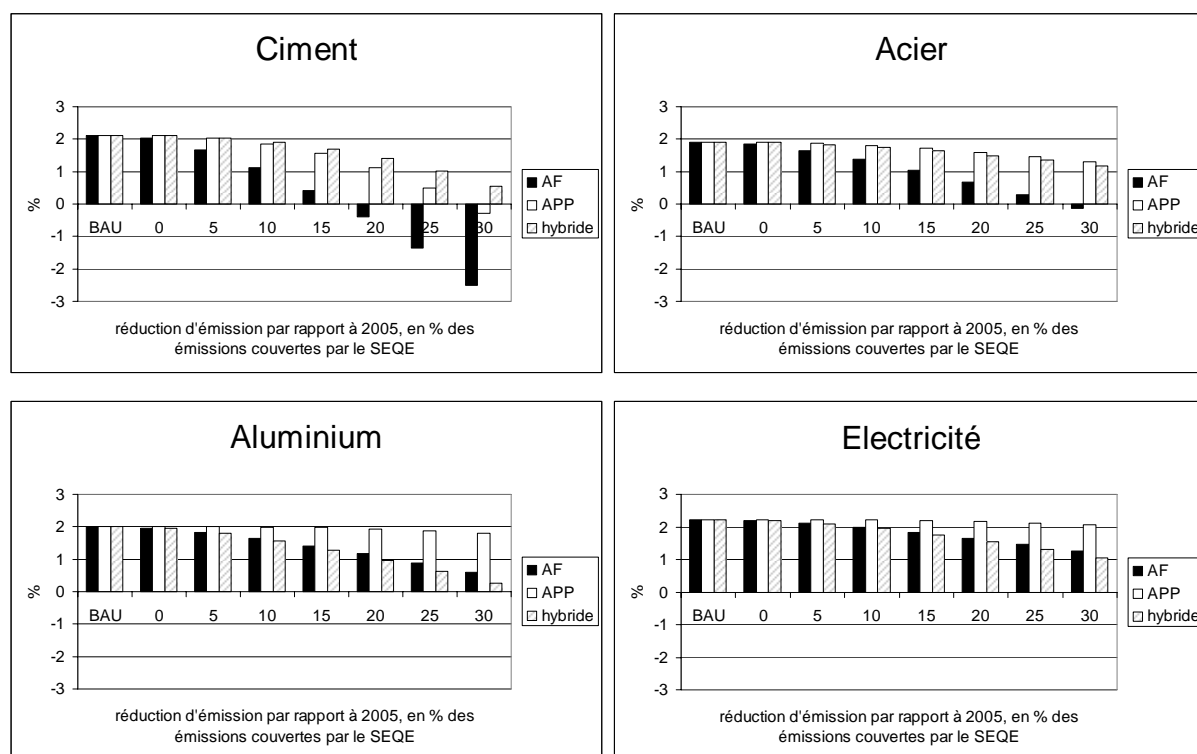 Ciment
3
2
1
0
-1
-2
-3
%
BAU 0 5 10 15 20 25 30
AF
APP
hybride
réduction d'émission par rapport à 2005, en % des
émissions couvertes par le SEQE
Acier
3
2
1
0
-1
-2
-3
%
BAU 0 5 10 15 20 25 30
AF
APP
hybride
réduction d'émission par rapport à 2005, en % des
émissions couvertes par le SEQE
Aluminium
3
2
1
0
-1
-2
-3
%
BAU 0 5 10 15 20 25 30
AF
APP
hybride
réduction d'émission par rapport à 2005, en % des
émissions couvertes par le SEQE
Electricité
3
2
1
0
-1
-2
-3
%
BAU 0 5 10 15 20 25 30
AF
APP
hybride
réduction d'émission par rapport à 2005, en % des
émissions couvertes par le SEQE